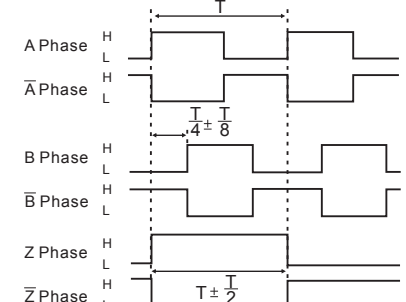 T
A Phase H
L
A̅ Phase H
L
T/4 ± T/8
B Phase H
L
B̅ Phase H
L
Z Phase H
L
T ± T/2
Z̅ Phase H
L